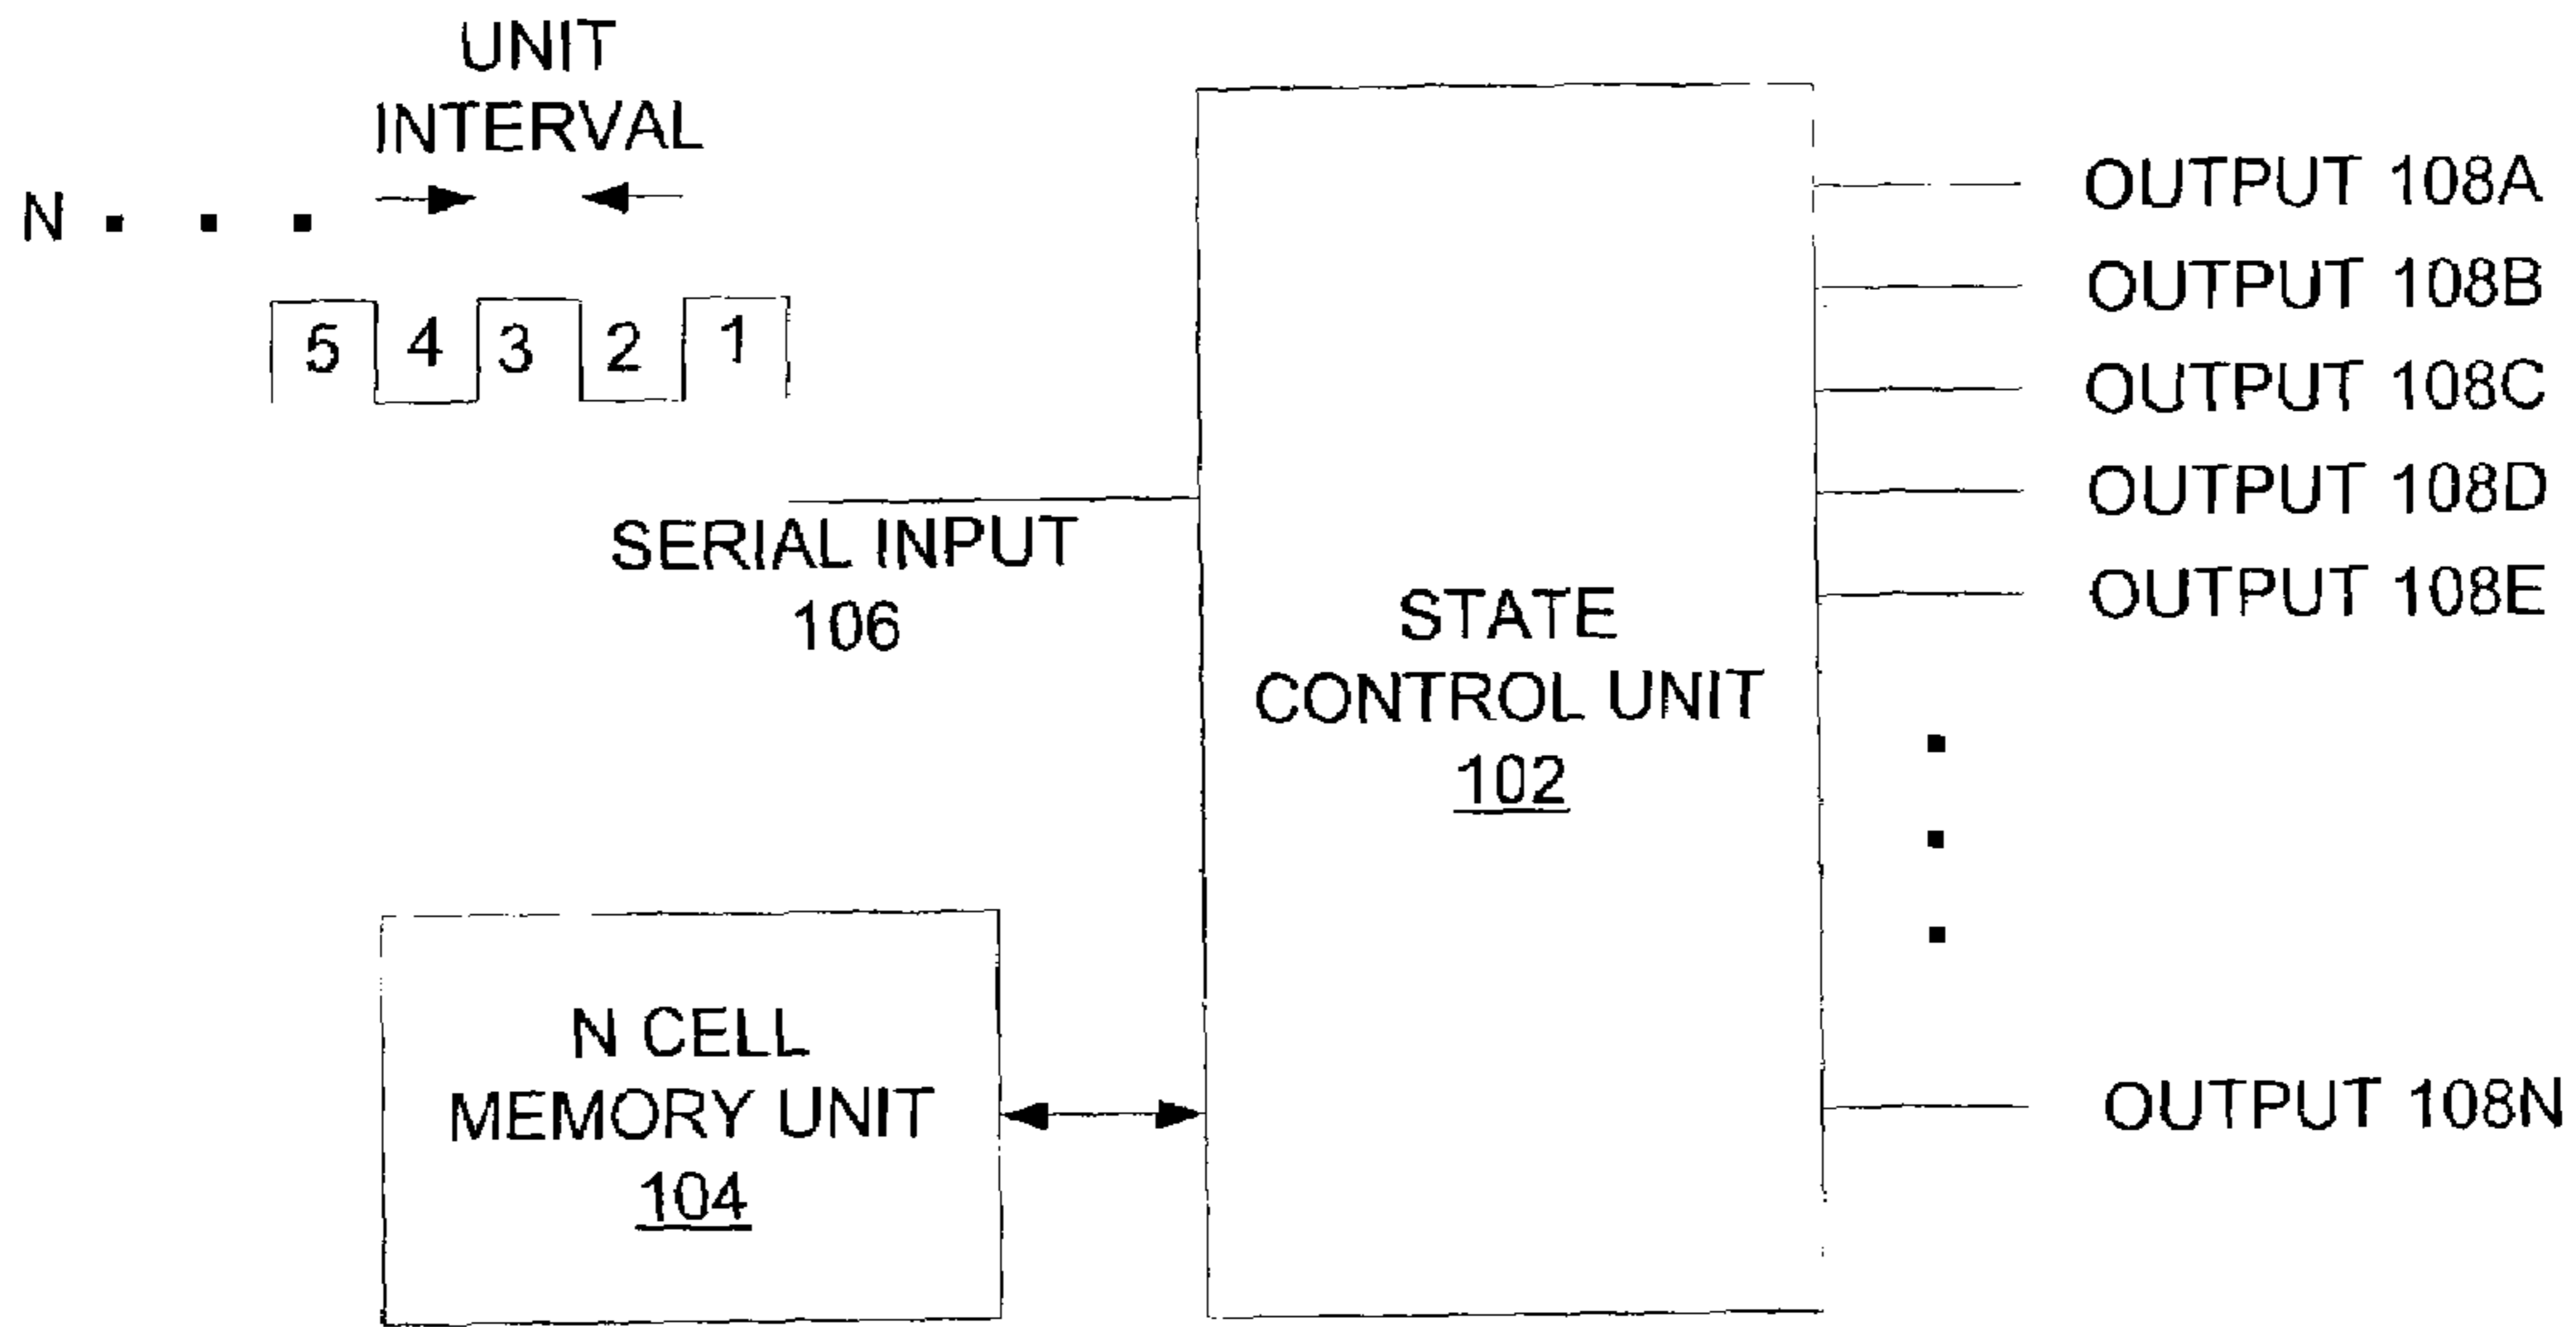 UNIT
INTERVAL
N . . .
5 4 3 2 1
SERIAL INPUT
106
STATE
CONTROL UNIT
102
N CELL
MEMORY UNIT
104
OUTPUT 108A
OUTPUT 108B
OUTPUT 108C
OUTPUT 108D
OUTPUT 108E
OUTPUT 108N